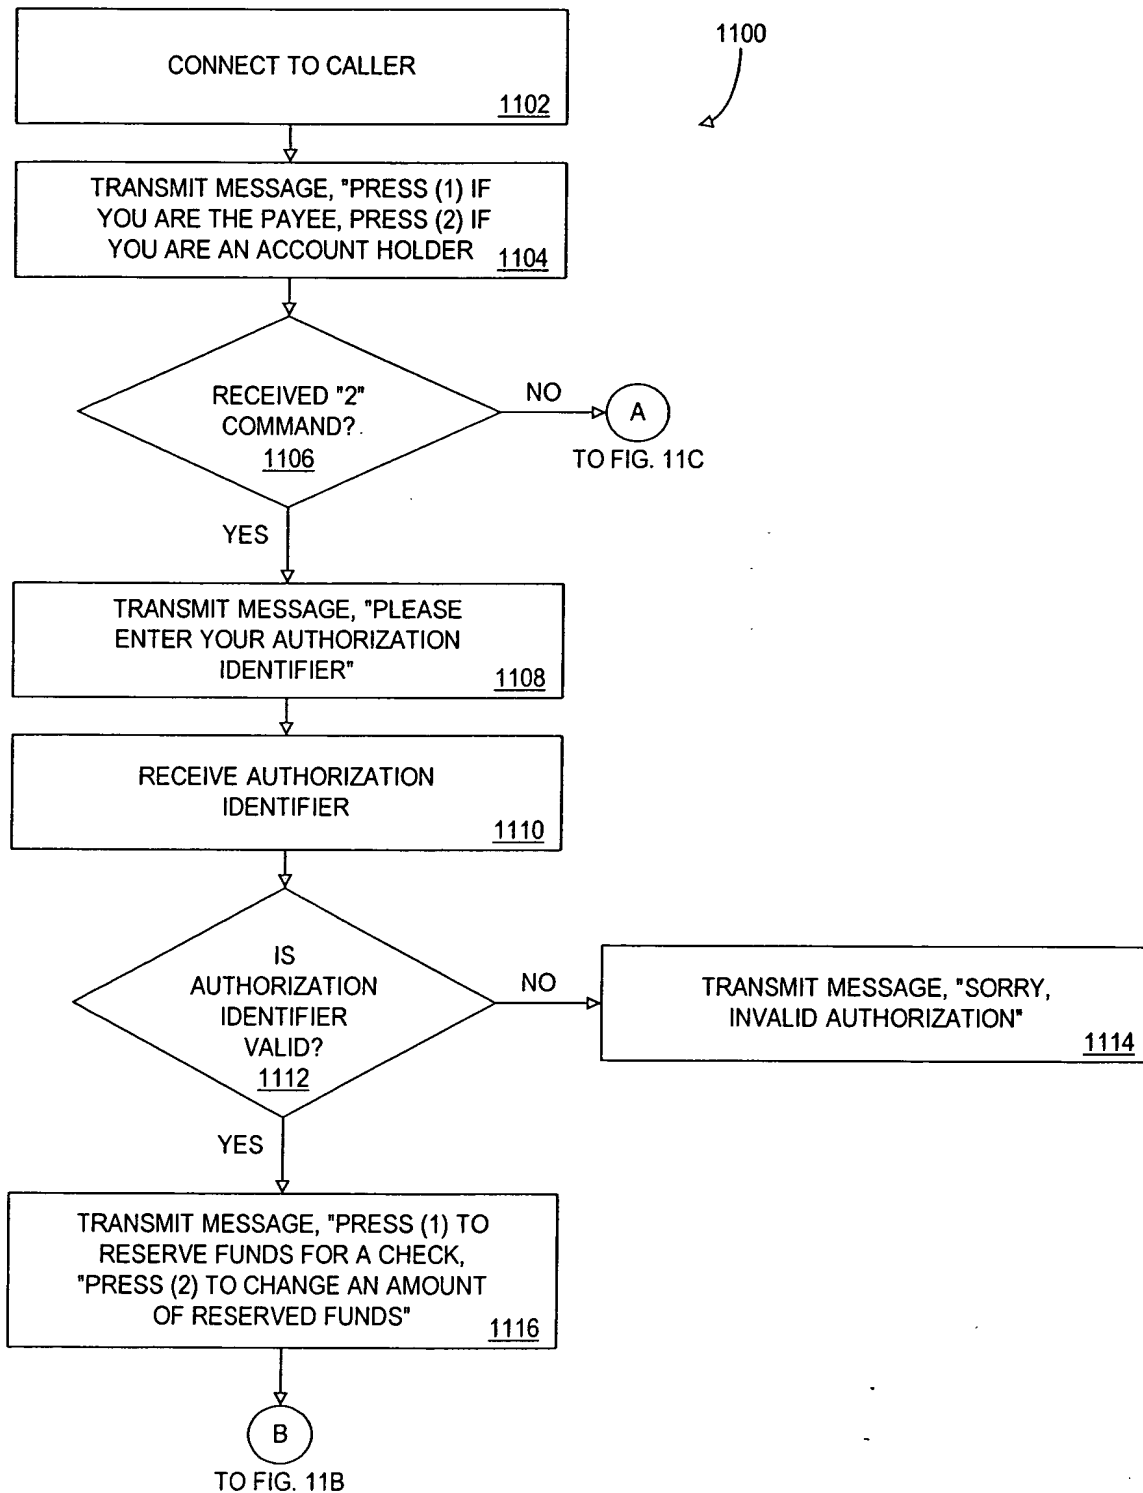 1100
CONNECT TO CALLER
1102
TRANSMIT MESSAGE, "PRESS (1) IF
YOU ARE THE PAYEE, PRESS (2) IF
YOU ARE AN ACCOUNT HOLDER
1104
RECEIVED "2"
COMMAND?
1106
NO
A
TO FIG. 11C
YES
TRANSMIT MESSAGE, "PLEASE
ENTER YOUR AUTHORIZATION
IDENTIFIER"
1108
RECEIVE AUTHORIZATION
IDENTIFIER
1110
IS
AUTHORIZATION
IDENTIFIER
VALID?
1112
NO
TRANSMIT MESSAGE, "SORRY,
INVALID AUTHORIZATION"
1114
YES
TRANSMIT MESSAGE, "PRESS (1) TO
RESERVE FUNDS FOR A CHECK,
"PRESS (2) TO CHANGE AN AMOUNT
OF RESERVED FUNDS"
1116
B
TO FIG. 11B